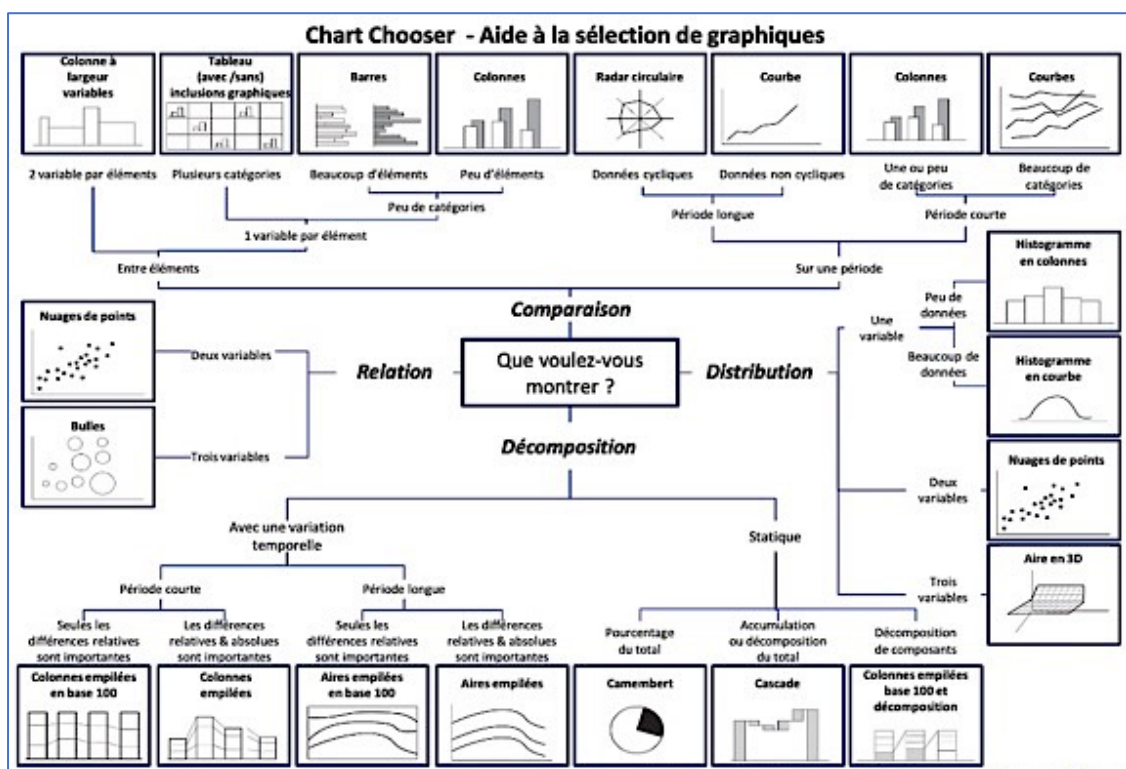 Chart Chooser - Aide à la sélection de graphiques
Colonne à
largeur
variables
Tableau
(avec /sans)
inclusions graphiques
Barres
Colonnes
Radar circulaire
Courbe
Colonnes
Courbes
2 variable par éléments
Plusieurs catégories
Beaucoup d'éléments
Peu d'éléments
Données cycliques
Données non cycliques
Une ou peu
de catégories
Beaucoup de
catégories
Peu de catégories
Période longue
Période courte
1 variable par élément
Entre éléments
Sur une période
Comparaison
Histogramme
en colonnes
Nuages de points
Deux variables
Relation
Que voulez-vous
montrer ?
Distribution
Une
variable
Peu de
données
Beaucoup de
données
Histogramme
en courbe
Bulles
Trois variables
Décomposition
Deux
variables
Nuages de points
Avec une variation
temporelle
Statique
Trois
variables
Aire en 3D
Période courte
Période longue
Seules les
différences relatives
sont importantes
Les différences
relatives & absolues
sont importantes
Seules les
différences relatives
sont importantes
Les différences
relatives & absolues
sont importantes
Pourcentage
du total
Accumulation
ou décomposition
du total
Décomposition
de composants
Colonnes empilées
en base 100
Colonnes
empilées
Aires empilées
en base 100
Aires empilées
Camembert
Cascade
Colonnes empilées
base 100 et
décomposition